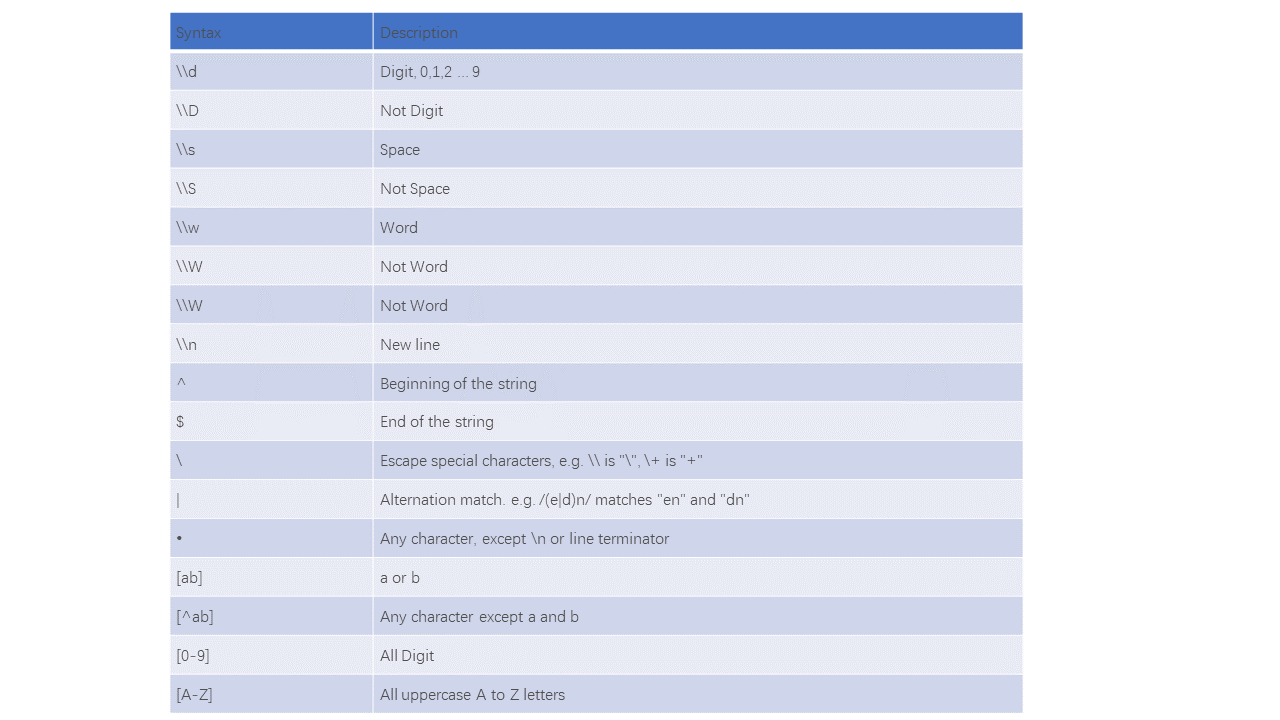 Syntax Description
\\d Digit, 0,1,2 ... 9
\\D Not Digit
\\s Space
\\S Not Space
\\w Word
\\W Not Word
\\W Not Word
\\n New line
^ Beginning of the string
$ End of the string
\ Escape special characters, e.g. \\ is "\", \+ is "+"
| Alternation match. e.g. /(e|d)n/ matches "en" and "dn"
• Any character, except \n or line terminator
[ab] a or b
[^ab] Any character except a and b
[0-9] All Digit
[A-Z] All uppercase A to Z letters